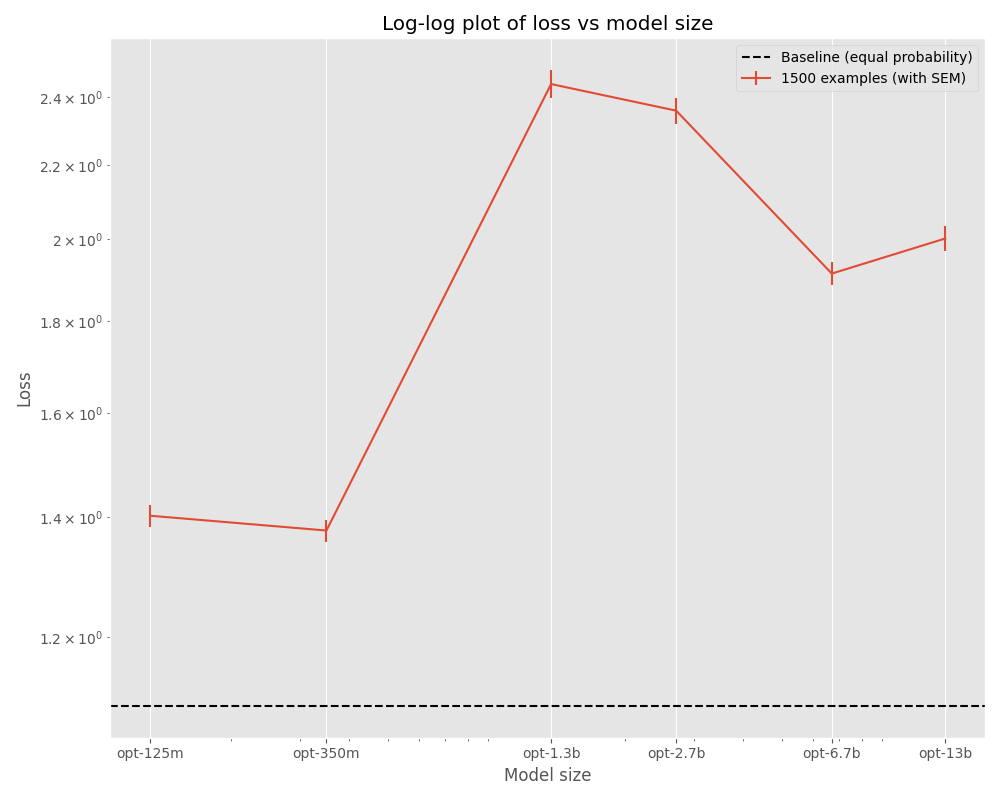 Log-log plot of loss vs model size
Baseline (equal probability)
1500 examples (with SEM)
2.4 × 10⁰
2.2 × 10⁰
2 × 10⁰
1.8 × 10⁰
1.6 × 10⁰
1.4 × 10⁰
1.2 × 10⁰
Loss
opt-125m opt-350m opt-1.3b opt-2.7b opt-6.7b opt-13b
Model size